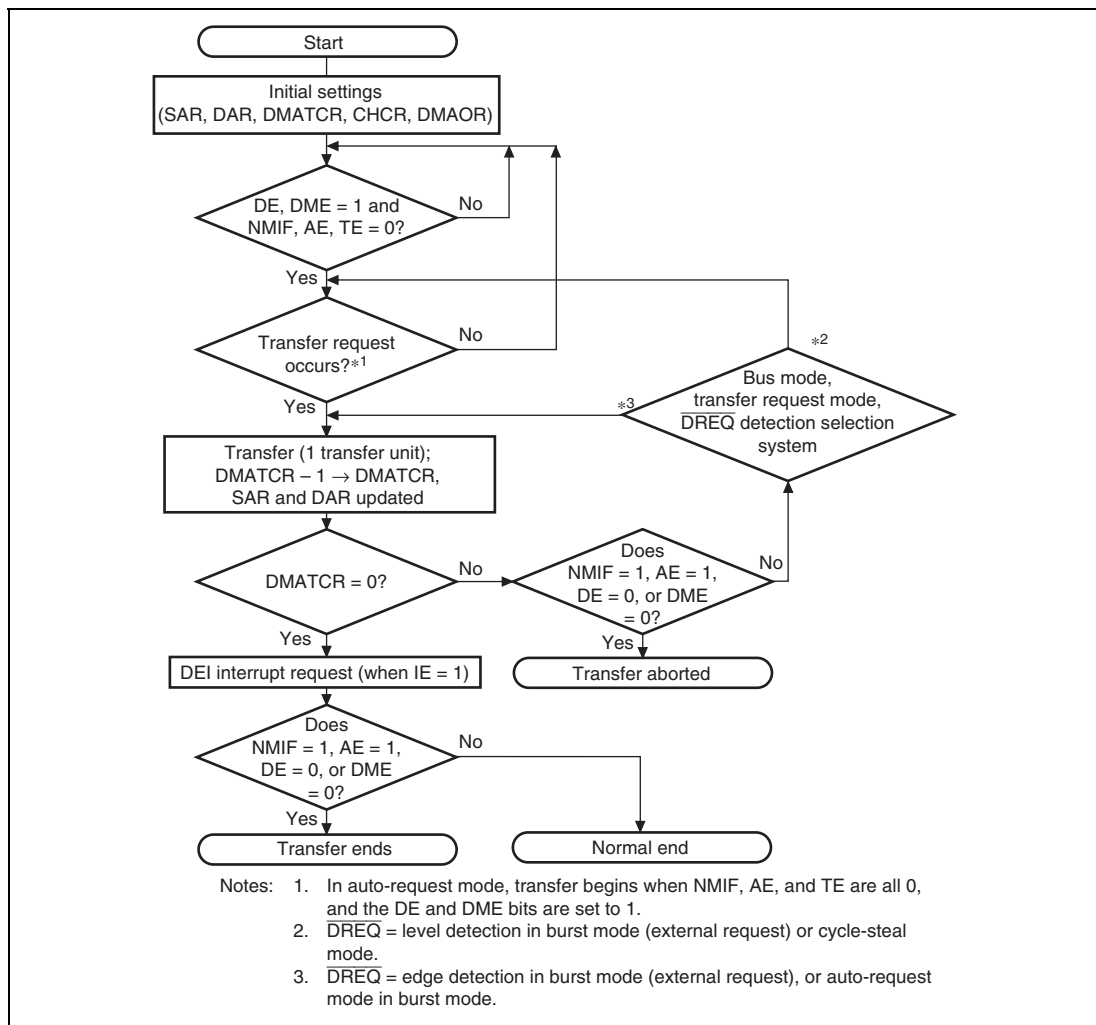 Start
Initial settings
(SAR, DAR, DMATCR, CHCR, DMAOR)
DE, DME = 1 and
NMIF, AE, TE = 0?
No
Yes
Transfer request
occurs?*1
No
Yes
*2
Bus mode,
transfer request mode,
DREQ detection selection
system
*3
Transfer (1 transfer unit);
DMATCR – 1 → DMATCR,
SAR and DAR updated
DMATCR = 0?
No
Does
NMIF = 1, AE = 1,
DE = 0, or DME
= 0?
No
Yes
Yes
DEI interrupt request (when IE = 1)
Transfer aborted
Does
NMIF = 1, AE = 1,
DE = 0, or DME
= 0?
No
Yes
Transfer ends
Normal end
Notes: 1. In auto-request mode, transfer begins when NMIF, AE, and TE are all 0,
and the DE and DME bits are set to 1.
2. DREQ = level detection in burst mode (external request) or cycle-steal
mode.
3. DREQ = edge detection in burst mode (external request), or auto-request
mode in burst mode.